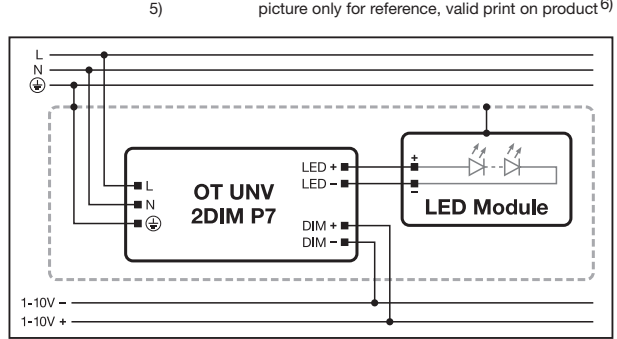 5) picture only for reference, valid print on product 6)
L
N
L
N
OT UNV
2DIM P7
LED +
LED –
DIM +
DIM –
+
–
LED Module
1-10V –
1-10V +